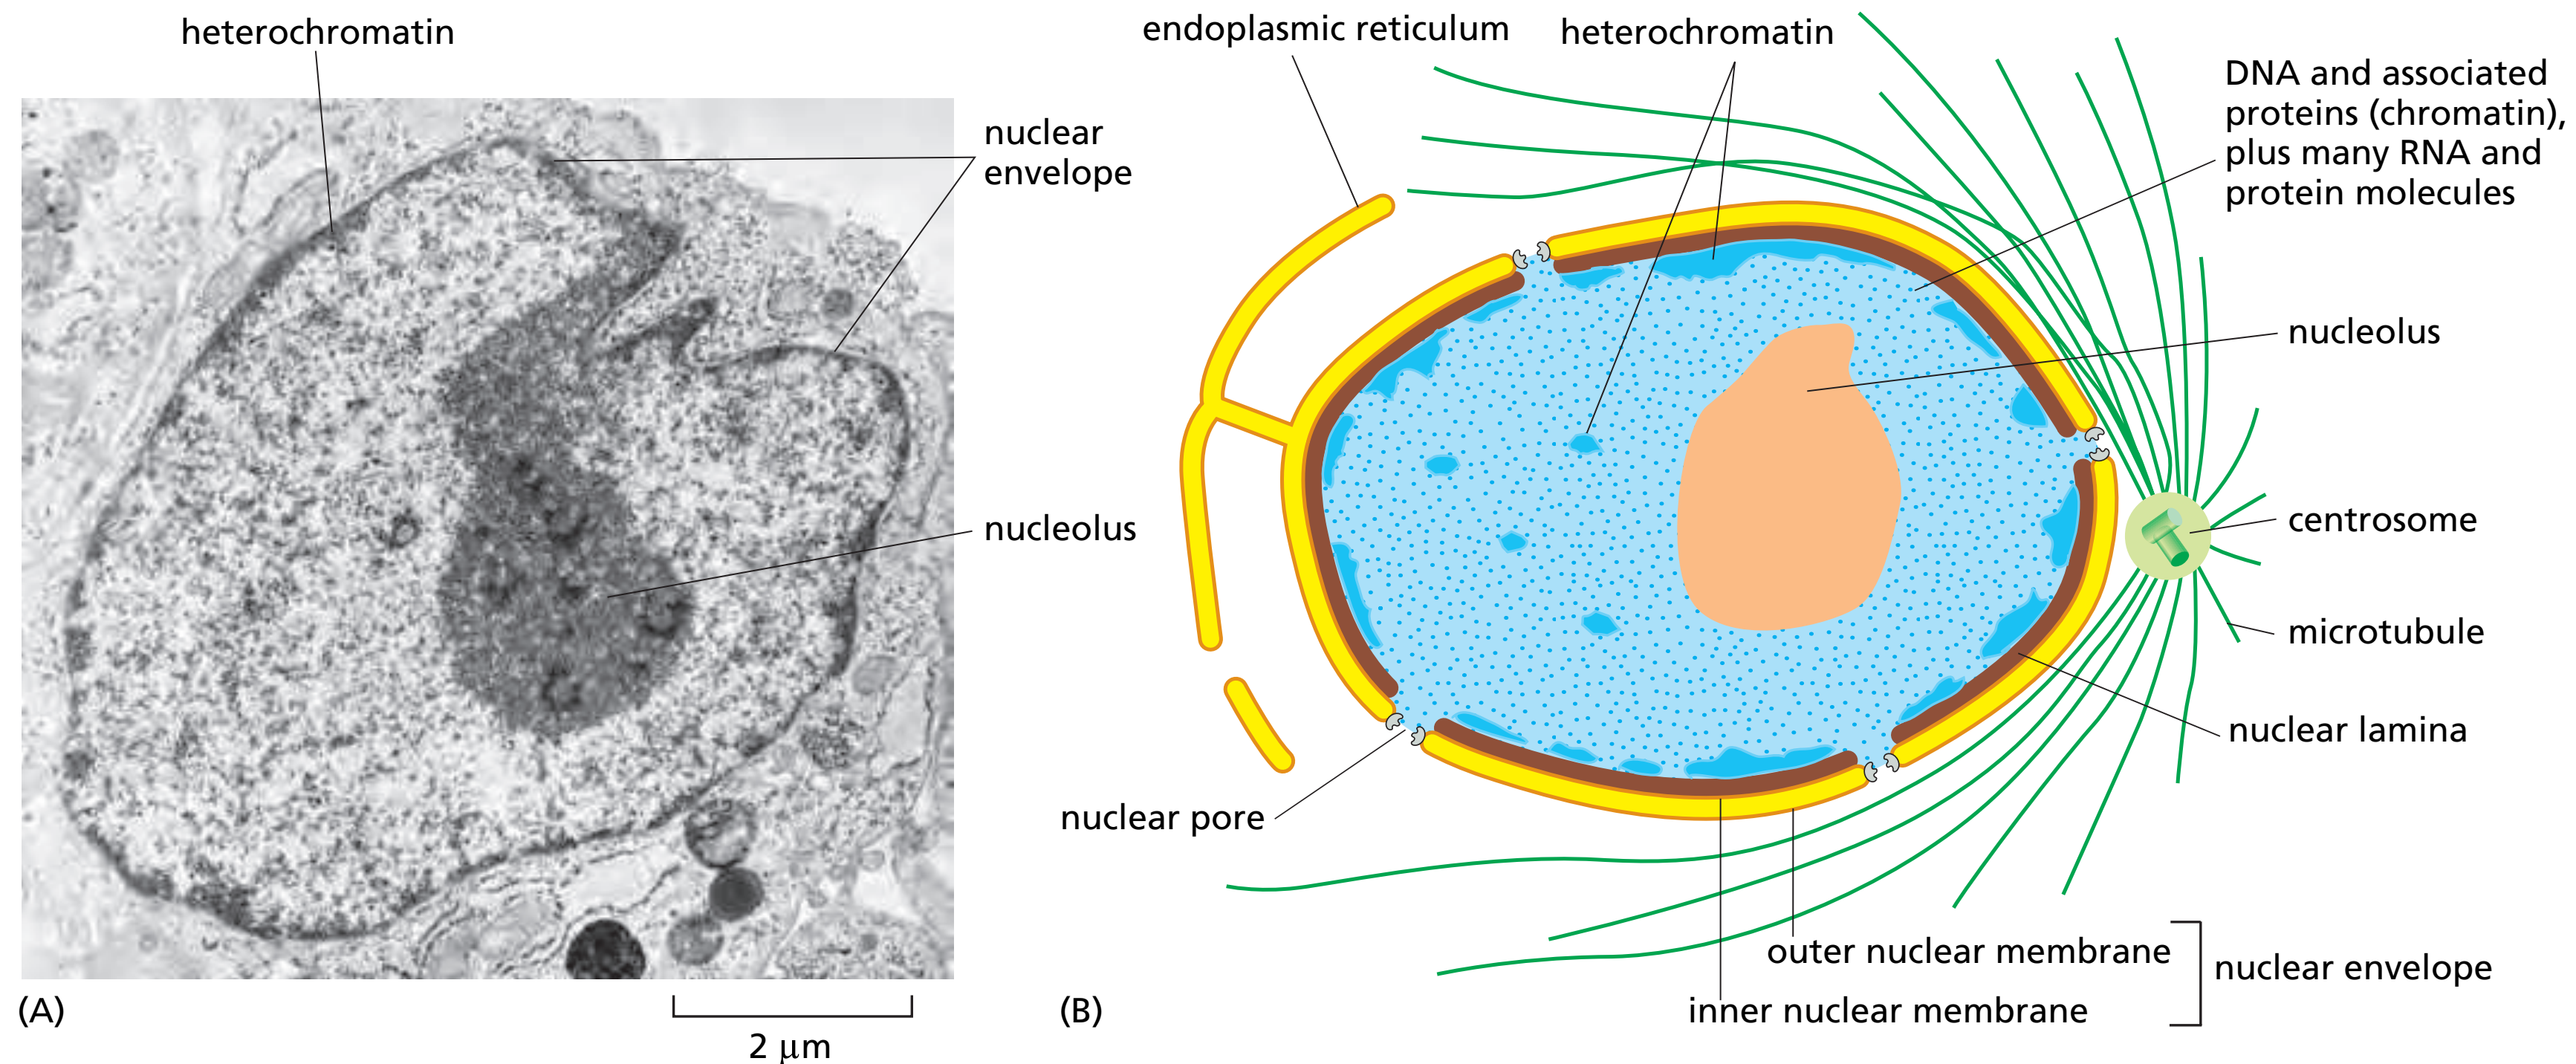 heterochromatin
nuclear
envelope
nucleolus
(A)
2 μm
endoplasmic reticulum
heterochromatin
DNA and associated
proteins (chromatin),
plus many RNA and
protein molecules
nucleolus
centrosome
microtubule
nuclear lamina
nuclear pore
outer nuclear membrane
nuclear envelope
inner nuclear membrane
(B)